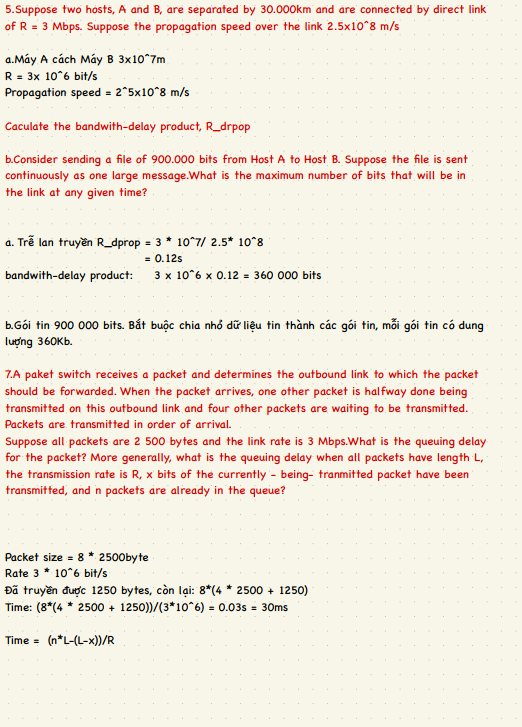 5.Suppose two hosts, A and B, are separated by 30.000km and are connected by direct link
of R = 3 Mbps. Suppose the propagation speed over the link 2.5x10^8 m/s
a.Máy A cách Máy B 3x10^7m
R = 3x 10^6 bit/s
Propagation speed = 2^5x10^8 m/s
Caculate the bandwith-delay product, R_drpop
b.Consider sending a file of 900.000 bits from Host A to Host B. Suppose the file is sent
continuously as one large message.What is the maximum number of bits that will be in
the link at any given time?
a. Trễ lan truyền R_dprop = 3 * 10^7/ 2.5* 10^8
= 0.12s
bandwith-delay product: 3 x 10^6 x 0.12 = 360 000 bits
b.Gói tin 900 000 bits. Bắt buộc chia nhỏ dữ liệu tin thành các gói tin, mỗi gói tin có dung
lượng 360Kb.
7.A paket switch receives a packet and determines the outbound link to which the packet
should be forwarded. When the packet arrives, one other packet is halfway done being
transmitted on this outbound link and four other packets are waiting to be transmitted.
Packets are transmitted in order of arrival.
Suppose all packets are 2 500 bytes and the link rate is 3 Mbps.What is the queuing delay
for the packet? More generally, what is the queuing delay when all packets have length L,
the transmission rate is R, x bits of the currently - being- tranmitted packet have been
transmitted, and n packets are already in the queue?
Packet size = 8 * 2500byte
Rate 3 * 10^6 bit/s
Đã truyền được 1250 bytes, còn lại: 8*(4 * 2500 + 1250)
Time: (8*(4 * 2500 + 1250))/(3*10^6) = 0.03s = 30ms
Time = (n*L-(L-x))/R